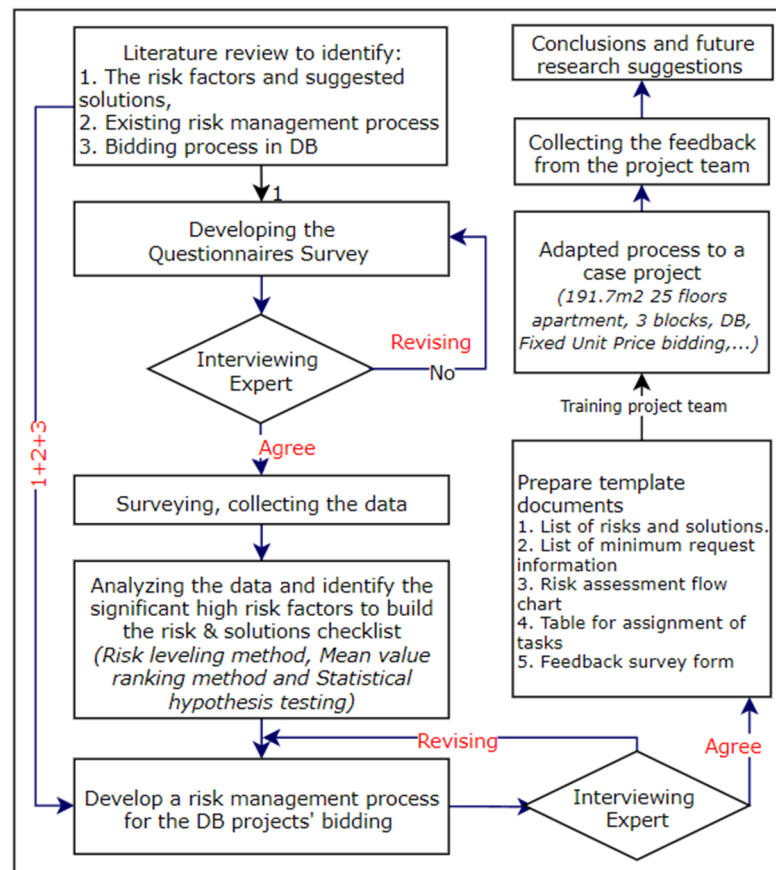 Literature review to identify:
1. The risk factors and suggested
solutions,
2. Existing risk management process
3. Bidding process in DB
1
Developing the
Questionnaires Survey
Interviewing
Expert
Revising
No
Agree
1+2+3
Surveying, collecting the data
Analyzing the data and identify the
significant high risk factors to build
the risk & solutions checklist
(Risk leveling method, Mean value
ranking method and Statistical
hypothesis testing)
Revising
Develop a risk management process
for the DB projects' bidding
Interviewing
Expert
Agree
Prepare template
documents
1. List of risks and solutions.
2. List of minimum request
information
3. Risk assessment flow
chart
4. Table for assignment of
tasks
5. Feedback survey form
Training project team
Adapted process to a
case project
(191.7m2 25 floors
apartment, 3 blocks, DB,
Fixed Unit Price bidding,...)
Collecting the feedback
from the project team
Conclusions and future
research suggestions